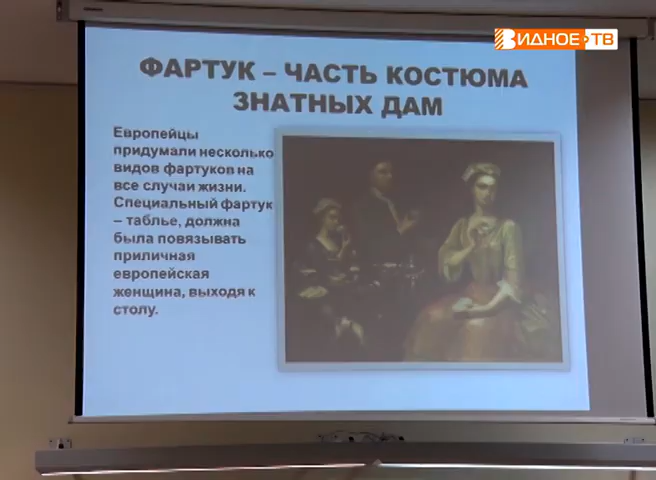 ВИДНОЕ ТВ
ФАРТУК – ЧАСТЬ КОСТЮМА
ЗНАТНЫХ ДАМ
Европейцы
придумали несколько
видов фартуков на
все случаи жизни.
Специальный фартук
– таблье, должна
была повязывать
приличная
европейская
женщина, выходя к
столу.